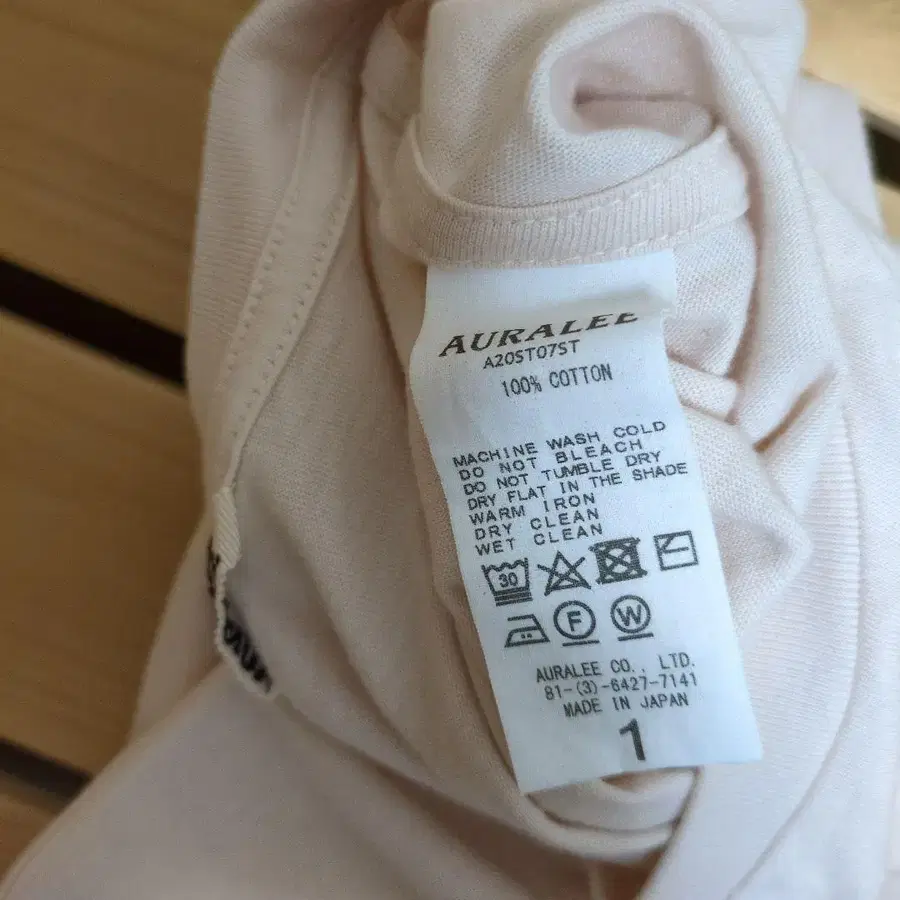 AURALEE
A20ST07ST
100% COTTON
MACHINE WASH COLD
DO NOT BLEACH
DO NOT TUMBLE DRY
DRY FLAT IN THE SHADE
WARM IRON
DRY CLEAN
WET CLEAN
30
F W
AURALEE CO., LTD.
81-(3)-6427-7141
MADE IN JAPAN
1